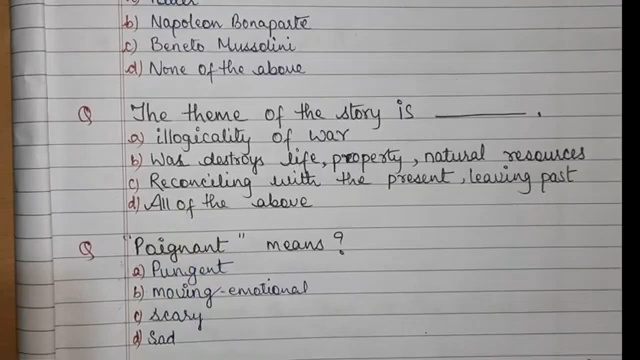 b) Napoleon Bonaparte
c) Beneto Mussolini
d) None of the above
Q The theme of the story is ________ .
a) illogicality of war
b) Was destroys life, property, natural resources
c) Reconciling with the present, leaving past
d) All of the above
Q "Poignant" means?
a) Pungent
b) moving-emotional
c) scary
d) Sad